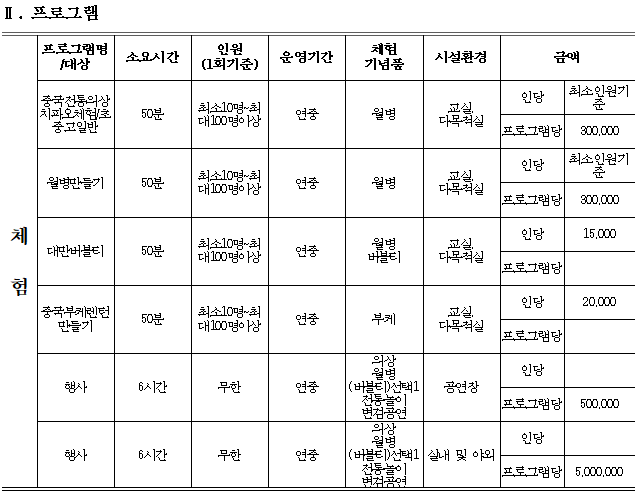 Ⅱ. 프로그램
프로그램명
/대상
소요시간
인원
(1회기준)
운영기간
체험
기념품
시설환경
금액
체
험
중국전통의상
치파오체험/초
중고일반
50분
최소10명~최
대100명이상
연중
월병
교실,
다목적실
인당
최소인원기
준
프로그램당
300,000
월병만들기
50분
최소10명~최
대100명이상
연중
월병
교실,
다목적실
인당
최소인원기
준
프로그램당
300,000
대만버블티
50분
최소10명~최
대100명이상
연중
월병
버블티
교실,
다목적실
인당
15,000
프로그램당
중국부케랜턴
만들기
50분
최소10명~최
대100명이상
연중
부케
교실,
다목적실
인당
20,000
프로그램당
행사
6시간
무한
연중
의상
월병
(버블티)선택1
전통놀이
변검공연
공연장
인당
프로그램당
500,000
행사
6시간
무한
연중
의상
월병
(버블티)선택1
전통놀이
변검공연
실내 및 야외
인당
프로그램당
5,000,000